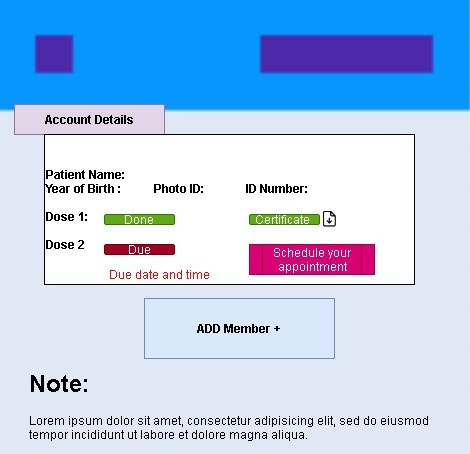 Account Details
Patient Name:
Year of Birth : Photo ID: ID Number:
Dose 1: Done Certificate
Dose 2 Due Schedule your
appointment
Due date and time
ADD Member +
Note:
Lorem ipsum dolor sit amet, consectetur adipisicing elit, sed do eiusmod
tempor incididunt ut labore et dolore magna aliqua.